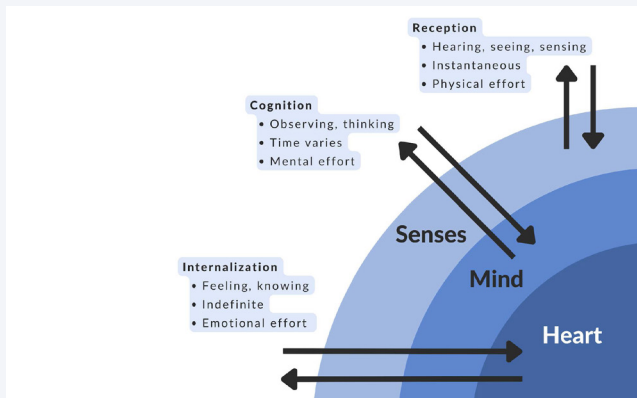 Reception
• Hearing, seeing, sensing
• Instantaneous
• Physical effort
Cognition
• Observing, thinking
• Time varies
• Mental effort
Senses
Mind
Internalization
• Feeling, knowing
• Indefinite
• Emotional effort
Heart